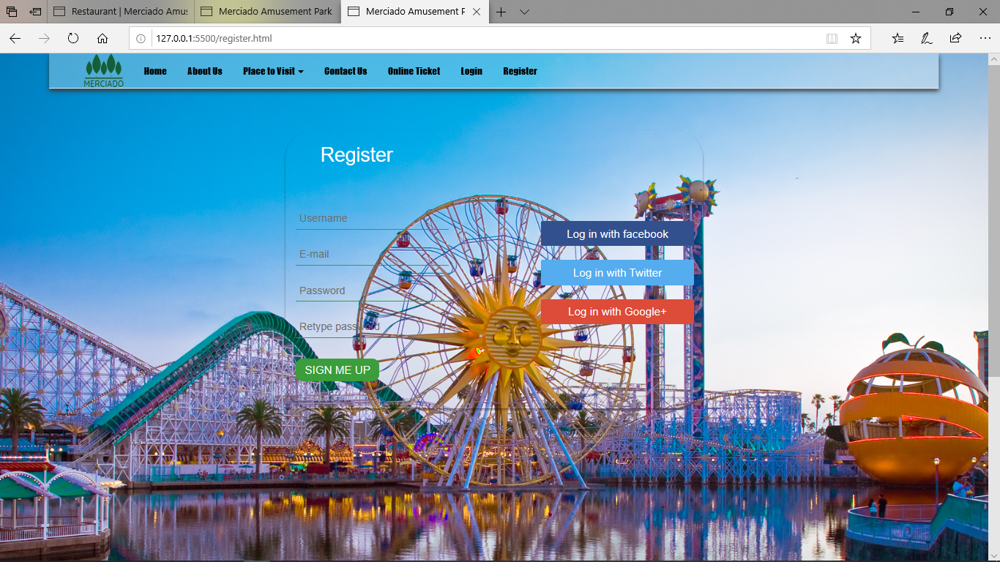 Restaurant | Merciado Amus
Merciado Amusement Park
Merciado Amusement P
127.0.0.1:5500/register.html
MERCIADO
Home
About Us
Place to Visit
Contact Us
Online Ticket
Login
Register
Register
Username
E-mail
Password
Retype password
SIGN ME UP
Log in with facebook
Log in with Twitter
Log in with Google+